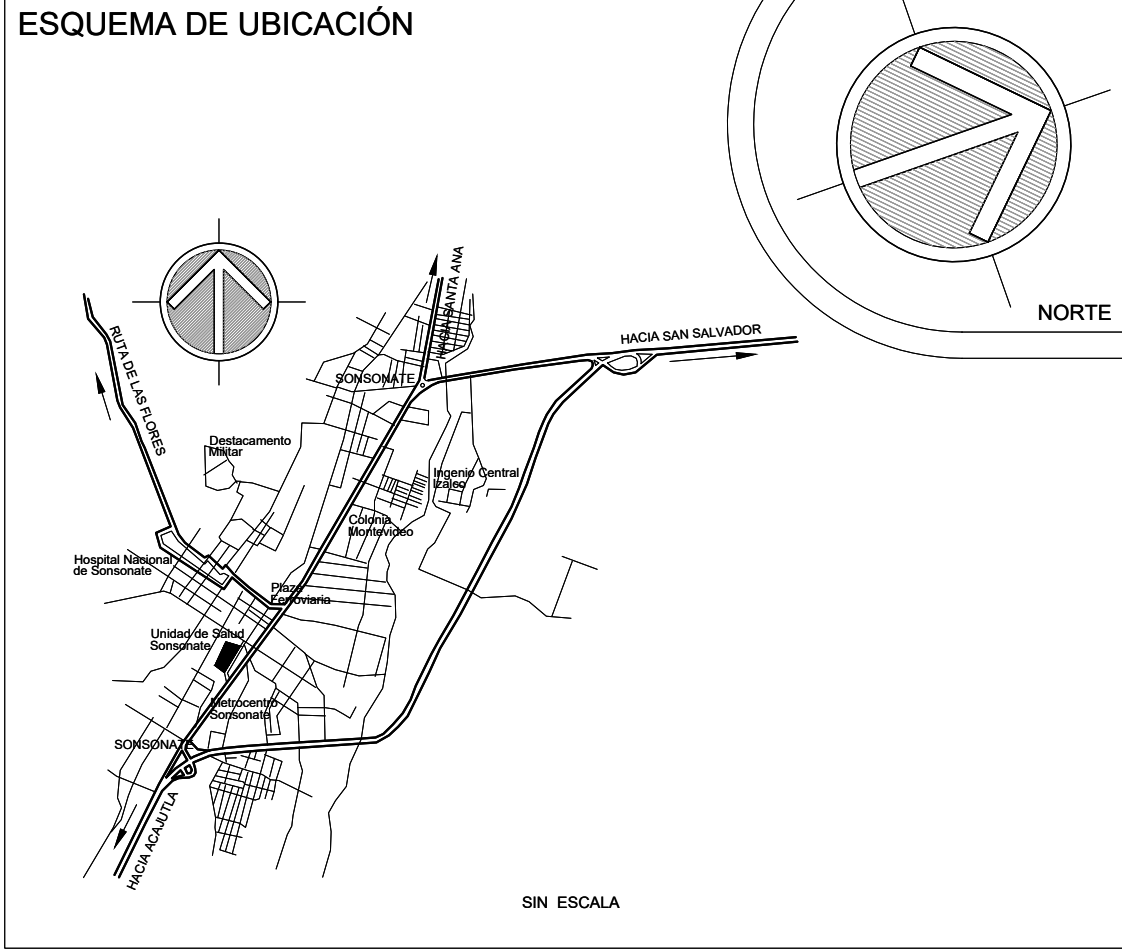 ESQUEMA DE UBICACIÓN
NORTE
HACIA SANTA ANA
HACIA SAN SALVADOR
RUTA DE LAS FLORES
SONSONATE
Destacamento
Militar
Ingenio Central
Izalco
Colonia
Montevideo
Hospital Nacional
de Sonsonate
Plaza
Ferroviaria
Unidad de Salud
Sonsonate
Metrocentro
Sonsonate
SONSONATE
HACIA ACAJUTLA
SIN ESCALA